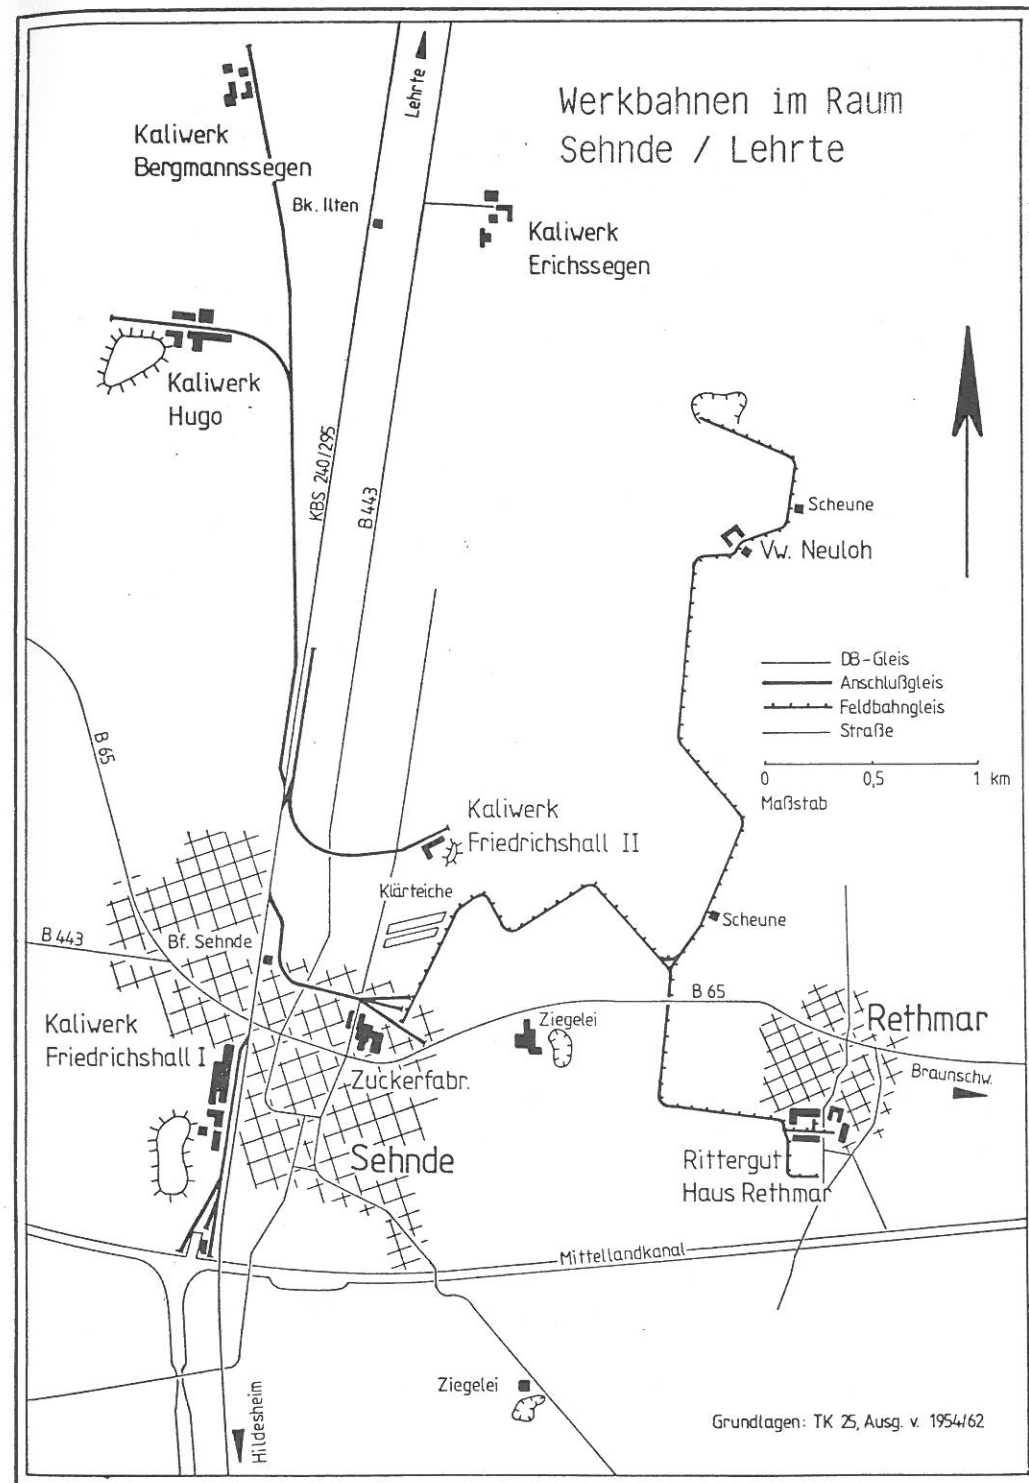 Werkbahnen im Raum
Sehnde / Lehrte
Lehrte
Kaliwerk
Bergmannssegen
Bk. Ilten
Kaliwerk
Erichssegen
Kaliwerk
Hugo
KBS 240/295
B 443
Scheune
Vw. Neuloh
DB-Gleis
Anschlußgleis
Feldbahngleis
Straße
0 0,5 1 km
Maßstab
B 65
Kaliwerk
Friedrichshall II
Klärteiche
Scheune
B 443
Bf. Sehnde
B 65
Kaliwerk
Friedrichshall I
Ziegelei
Rethmar
Zuckerfabr.
Braunschw.
Sehnde
Rittergut
Haus Rethmar
Mittellandkanal
Ziegelei
Hildesheim
Grundlagen: TK 25, Ausg. v. 1954/62